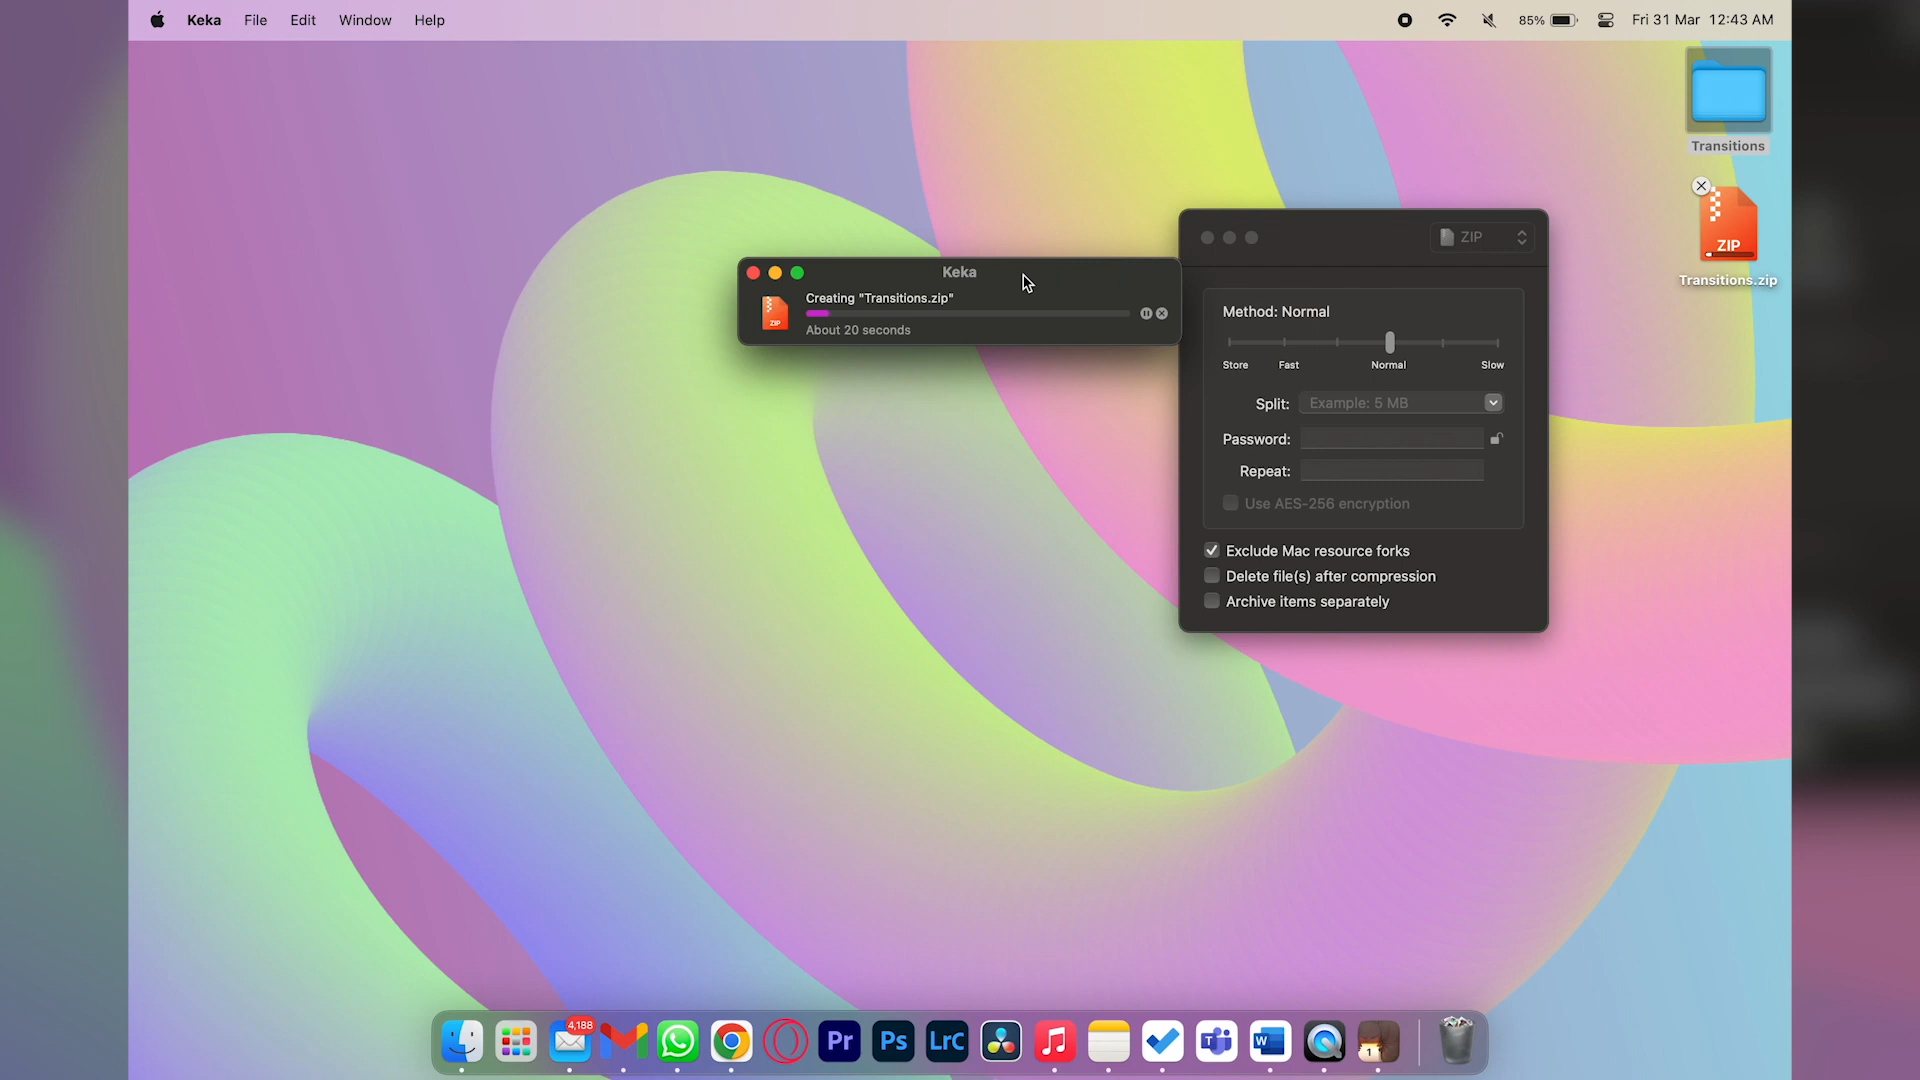 Keka File Edit Window Help
85% Fri 31 Mar 12:43 AM
Transitions
ZIP
Transitions.zip
ZIP
Keka
Creating "Transitions.zip"
ZIP
About 20 seconds
Method: Normal
Store Fast Normal Slow
Split: Example: 5 MB
Password:
Repeat:
Use AES-256 encryption
Exclude Mac resource forks
Delete file(s) after compression
Archive items separately
4,188
Pr Ps LrC T W 1